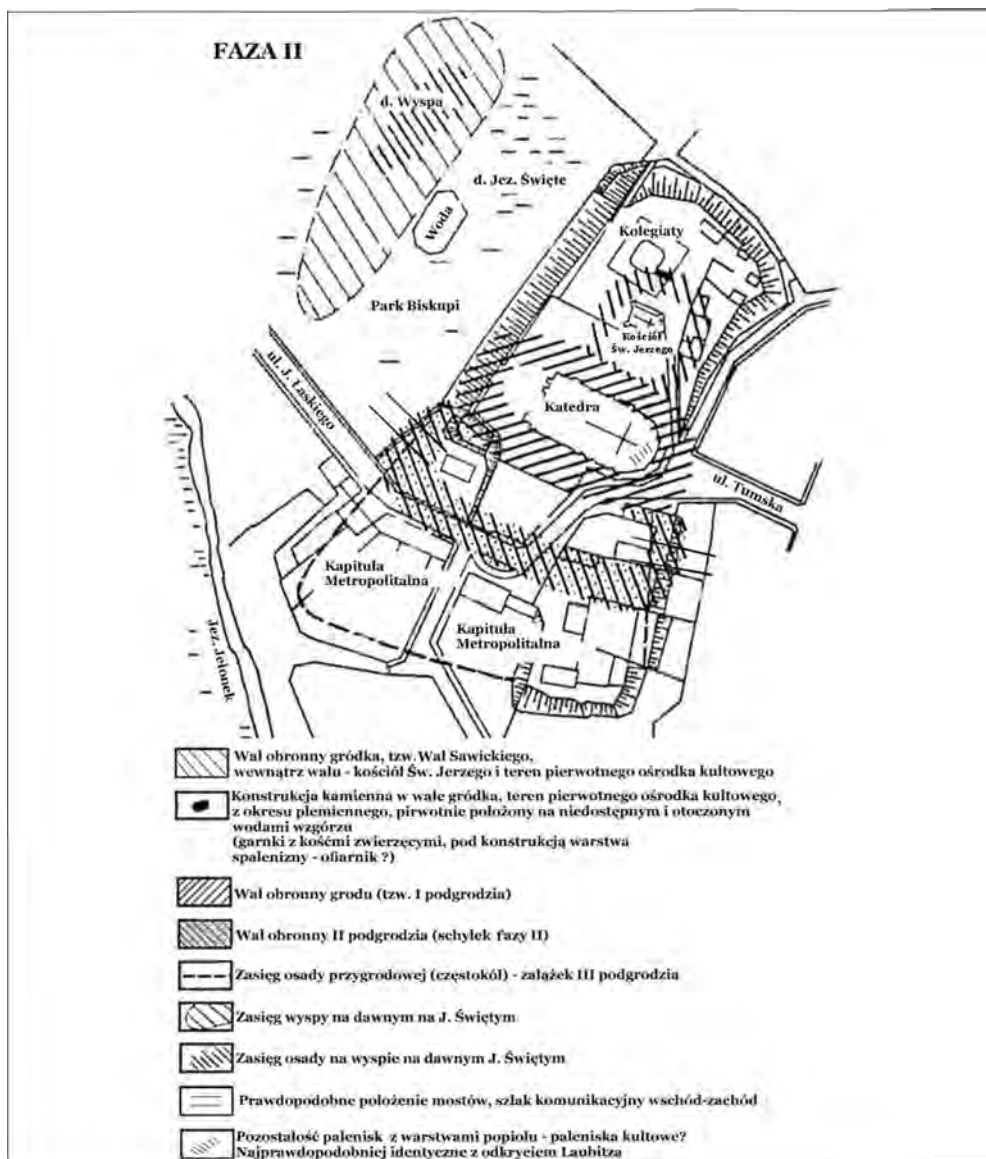 FAZA II
d. Wyspa
d. Jez. Święte
Woda
Kolegiaty
Park Biskupi
Kościół
Św. Jerzego
ul. J. Łaskiego
Katedra
ul. Tumska
Kapituła
Metropolitalna
Kapituła
Metropolitalna
Jez. Jelonek
Wał obronny gródka, tzw. Wał Sawickiego,
wewnątrz wału - kościół Św. Jerzego i teren pierwotnego ośrodka kultowego
Konstrukcja kamienna w wale gródka, teren pierwotnego ośrodka kultowego,
z okresu plemiennego, pirwotnie położony na niedostępnym i otoczonym
wodami wzgórzu
(garnki z kośćmi zwierzęcymi, pod konstrukcją warstwa
spalenizny - ofiarnik ?)
Wał obronny grodu (tzw. I podgrodzia)
Wał obronny II podgrodzia (schyłek fazy II)
Zasięg osady przygrodowej (częstokół) - zalążek III podgrodzia
Zasięg wyspy na dawnym na J. Świętym
Zasięg osady na wyspie na dawnym J. Świętym
Prawdopodobne położenie mostów, szlak komunikacyjny wschód-zachód
Pozostałość palenisk z warstwami popiołu - paleniska kultowe?
Najprawdopodobniej identyczne z odkryciem Laubitza